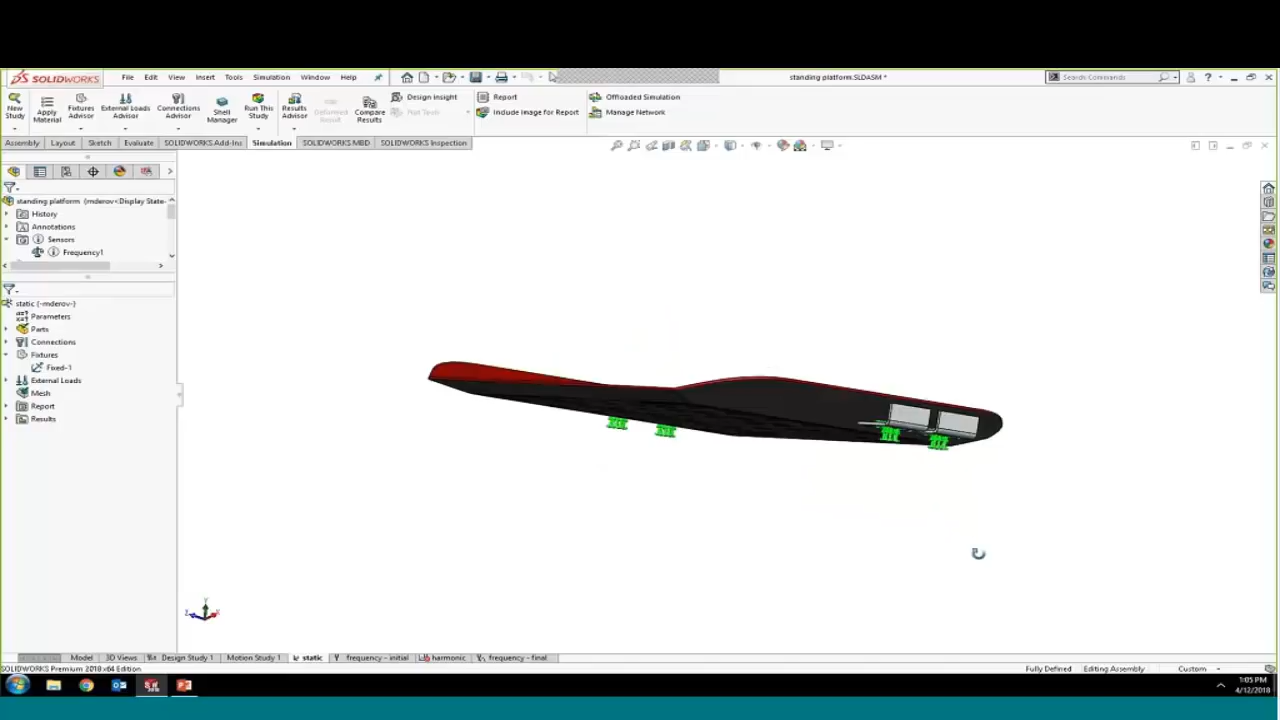 SOLIDWORKS File Edit View Insert Tools Simulation Window Help standing platform.SLDASM * Search Commands
New Study
Apply Material
Fixtures Advisor
External Loads Advisor
Connections Advisor
Shell Manager
Run This Study
Results Advisor
Deformed Result
Compare Results
Design Insight
Plot Tools
Report
Include Image for Report
Offloaded Simulation
Manage Network
Assembly Layout Sketch Evaluate SOLIDWORKS Add-Ins Simulation SOLIDWORKS MBD SOLIDWORKS Inspection
standing platform (mderov<Display State-
History
Annotations
Sensors
Frequency1
static (-mderov-)
Parameters
Parts
Connections
Fixtures
Fixed-1
External Loads
Mesh
Report
Results
Y
Z
X
Model 3D Views Design Study 1 Motion Study 1 static frequency - initial harmonic frequency - final
SOLIDWORKS Premium 2018 x64 Edition Fully Defined Editing Assembly Custom
1:05 PM
4/12/2018